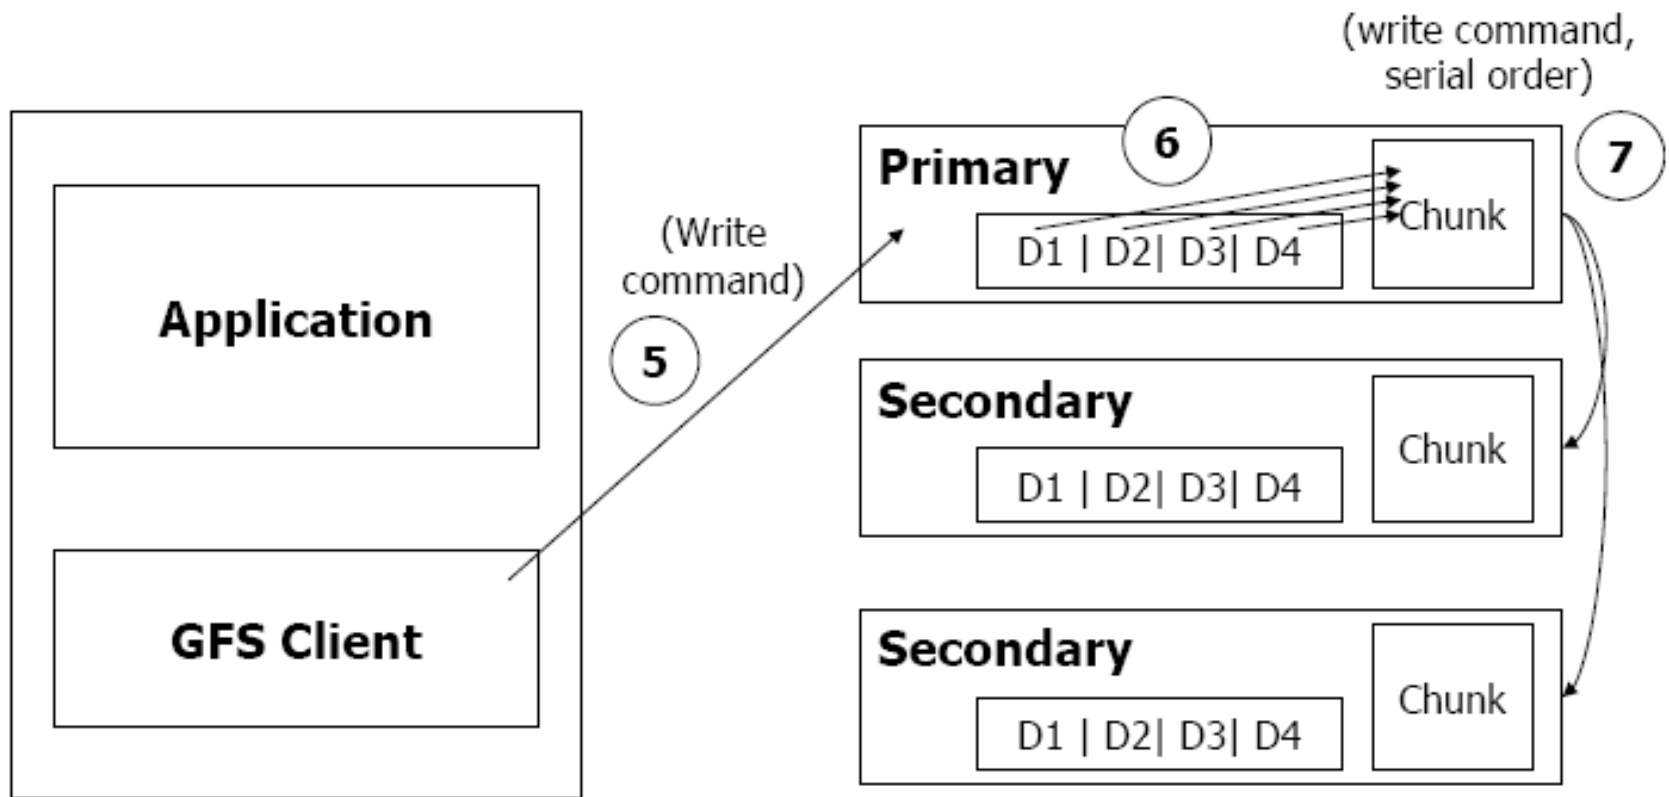 (write command,
serial order)
6
7
Primary
Chunk
D1 | D2| D3| D4
(Write
command)
Application
5
Secondary
Chunk
D1 | D2| D3| D4
GFS Client
Secondary
Chunk
D1 | D2| D3| D4